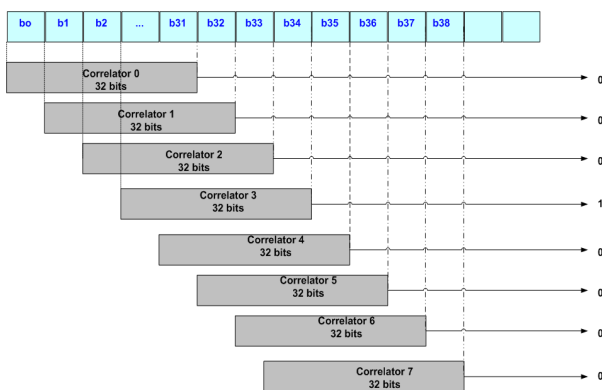 bo b1 b2 ... b31 b32 b33 b34 b35 b36 b37 b38
Correlator 0
32 bits
0
Correlator 1
32 bits
0
Correlator 2
32 bits
0
Correlator 3
32 bits
1
Correlator 4
32 bits
0
Correlator 5
32 bits
0
Correlator 6
32 bits
0
Correlator 7
32 bits
0